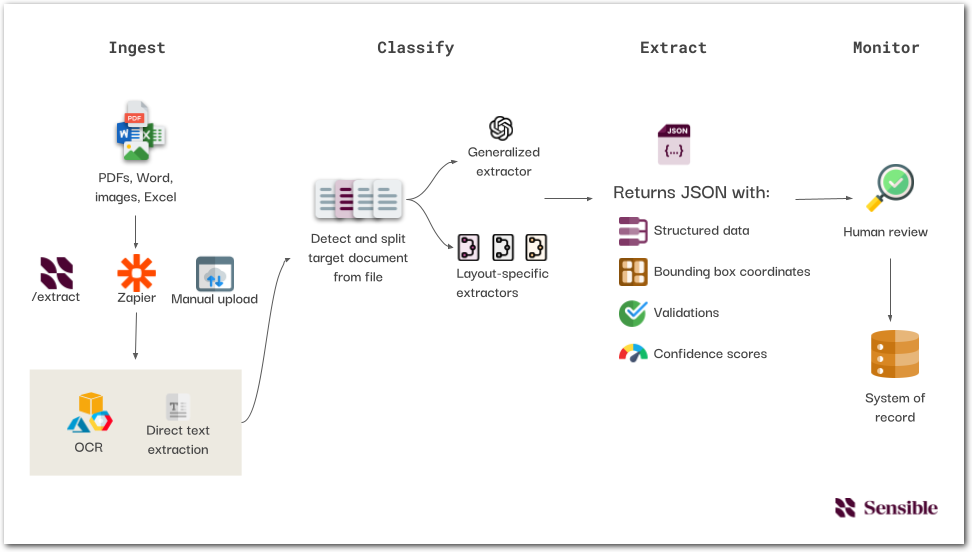 Ingest
Classify
Extract
Monitor
PDF
W
X
PDFs, Word,
images, Excel
/extract
Zapier
Manual upload
OCR
T
Direct text
extraction
Detect and split
target document
from file
Generalized
extractor
Layout-specific
extractors
JSON
{...}
Returns JSON with:
Structured data
Bounding box coordinates
Validations
Confidence scores
Human review
System of
record
Sensible